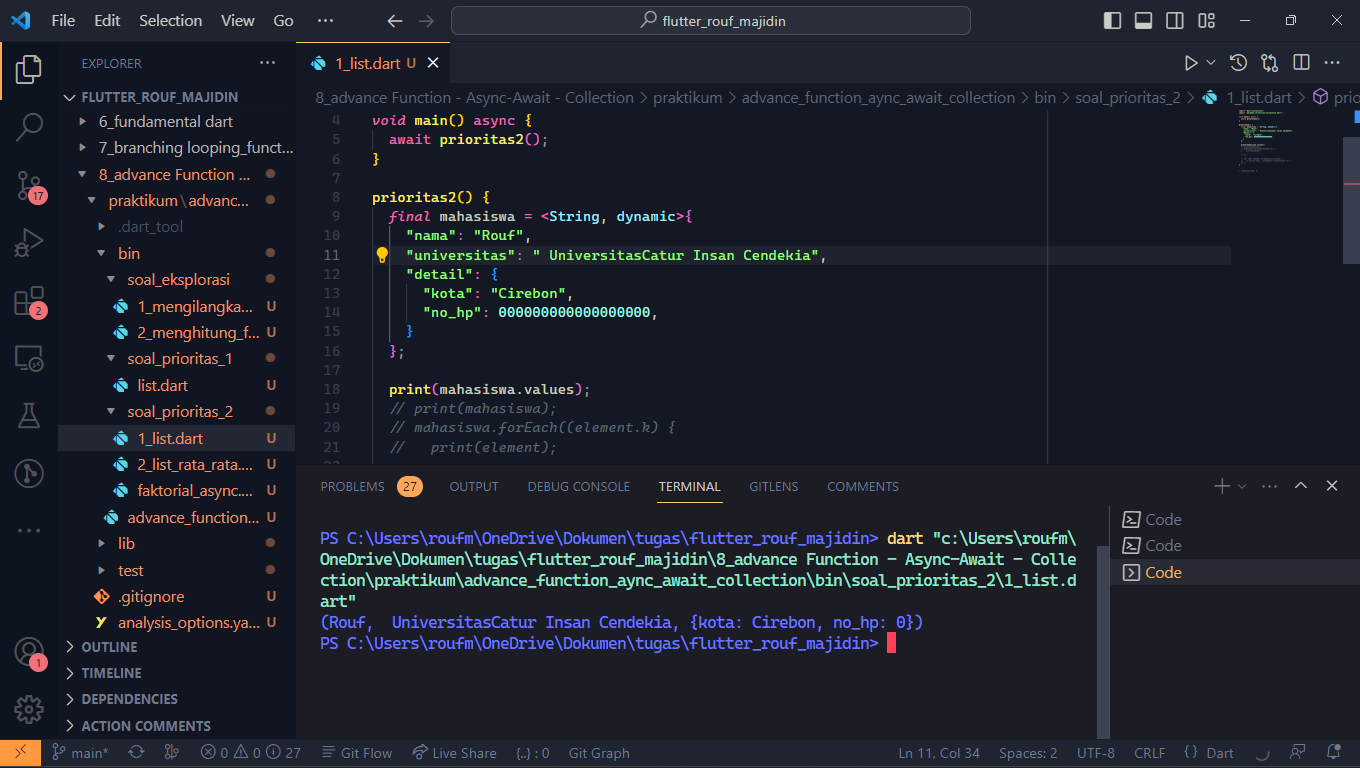 File Edit Selection View Go ···
flutter_rouf_majidin
EXPLORER
FLUTTER_ROUF_MAJIDIN
6_fundamental dart
7_branching looping_funct...
8_advance Function ...
praktikum\advanc...
.dart_tool
bin
soal_eksplorasi
1_mengilangka... U
2_menghitung_f... U
soal_prioritas_1
list.dart U
soal_prioritas_2
1_list.dart U
2_list_rata_rata.... U
faktorial_async.... U
advance_function... U
lib
test
.gitignore U
analysis_options.ya... U
OUTLINE
TIMELINE
DEPENDENCIES
ACTION COMMENTS
17
2
1
1_list.dart U
8_advance Function - Async-Await - Collection > praktikum > advance_function_aync_await_collection > bin > soal_prioritas_2 > 1_list.dart > prio
4 void main() async {
5 await prioritas2();
6 }
7
8 prioritas2() {
9 final mahasiswa = <String, dynamic>{
10 "nama": "Rouf",
11 "universitas": " UniversitasCatur Insan Cendekia",
12 "detail": {
13 "kota": "Cirebon",
14 "no_hp": 000000000000000000,
15 }
16 };
17
18 print(mahasiswa.values);
19 // print(mahasiswa);
20 // mahasiswa.forEach((element.k) {
21 //   print(element);
PROBLEMS 27 OUTPUT DEBUG CONSOLE TERMINAL GITLENS COMMENTS
PS C:\Users\roufm\OneDrive\Dokumen\tugas\flutter_rouf_majidin> dart "c:\Users\roufm\
OneDrive\Dokumen\tugas\flutter_rouf_majidin\8_advance Function - Async-Await - Colle
ction\praktikum\advance_function_aync_await_collection\bin\soal_prioritas_2\1_list.d
art"
(Rouf,  UniversitasCatur Insan Cendekia, {kota: Cirebon, no_hp: 0})
PS C:\Users\roufm\OneDrive\Dokumen\tugas\flutter_rouf_majidin>
Code
Code
Code
main* 0 0 27 Git Flow Live Share {..} : 0 Git Graph Ln 11, Col 34 Spaces: 2 UTF-8 CRLF {} Dart